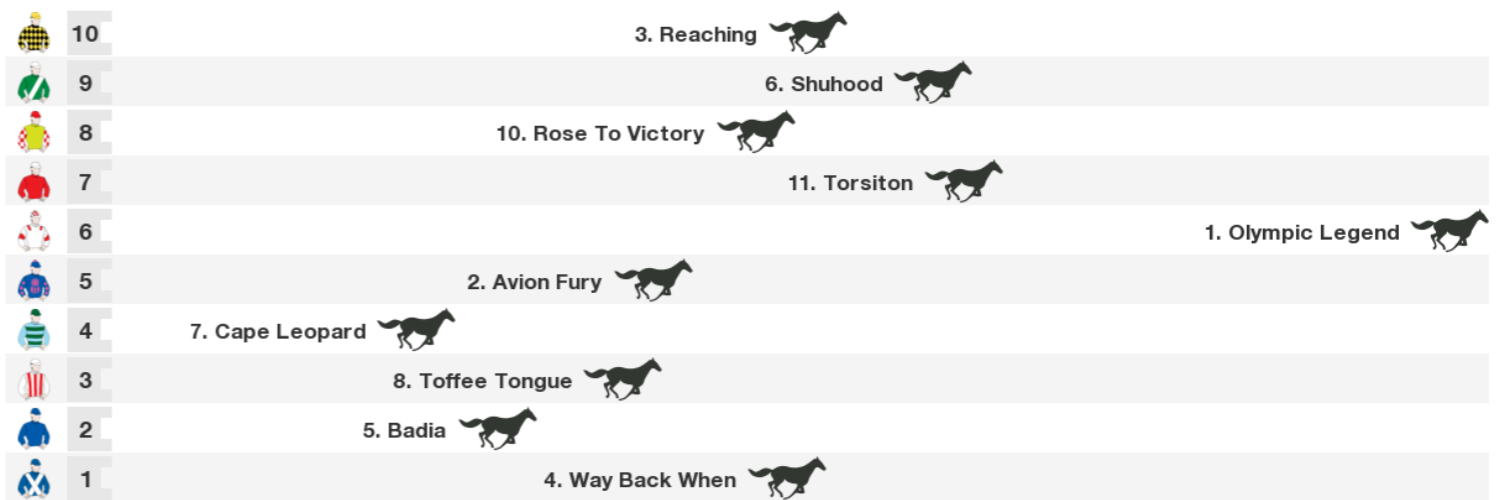 10 3. Reaching
9 6. Shuhood
8 10. Rose To Victory
7 11. Torsiton
6 1. Olympic Legend
5 2. Avion Fury
4 7. Cape Leopard
3 8. Toffee Tongue
2 5. Badia
1 4. Way Back When